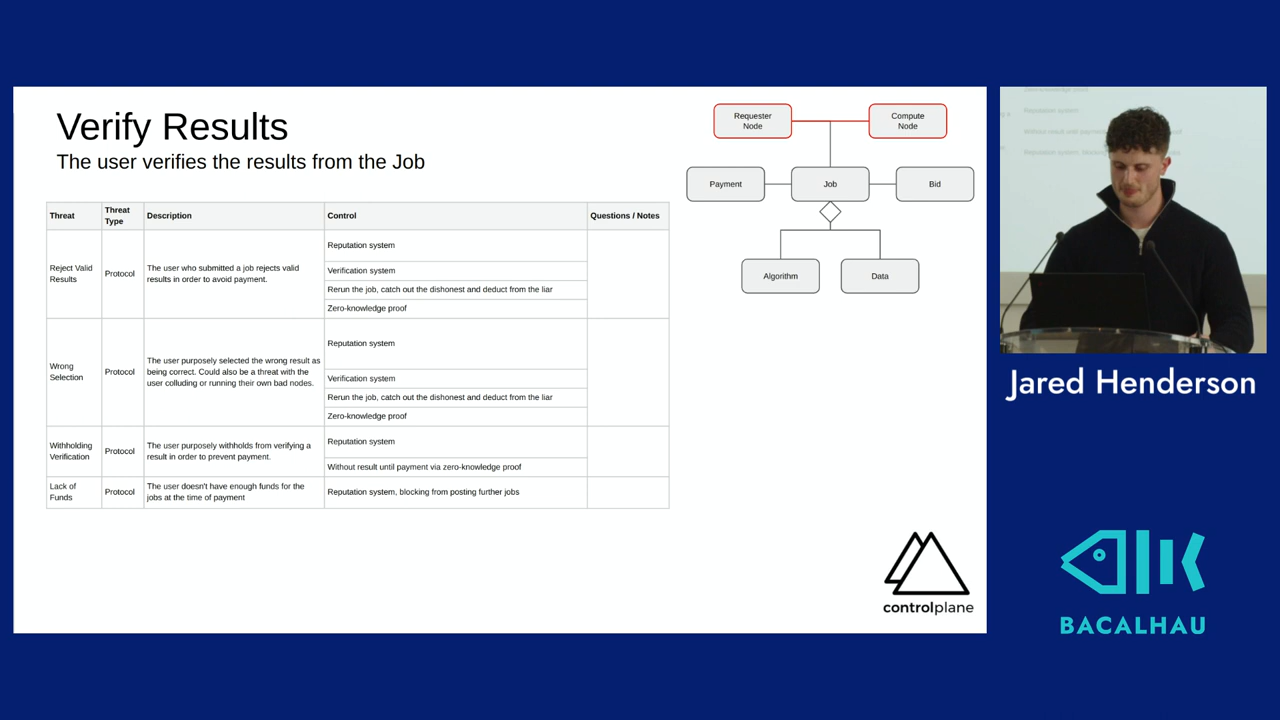 Verify Results
The user verifies the results from the Job
Threat
Threat
Type
Description
Control
Questions / Notes
Reject Valid
Results
Protocol
The user who submitted a job rejects valid
results in order to avoid payment.
Reputation system
Verification system
Rerun the job, catch out the dishonest and deduct from the liar
Zero-knowledge proof
Wrong
Selection
Protocol
The user purposely selected the wrong result as
being correct. Could also be a threat with the
user colluding or running their own bad nodes.
Reputation system
Verification system
Rerun the job, catch out the dishonest and deduct from the liar
Zero-knowledge proof
Withholding
Verification
Protocol
The user purposely withholds from verifying a
result in order to prevent payment.
Reputation system
Without result until payment via zero-knowledge proof
Lack of
Funds
Protocol
The user doesn't have enough funds for the
jobs at the time of payment
Reputation system, blocking from posting further jobs
Requester
Node
Compute
Node
Payment
Job
Bid
Algorithm
Data
controlplane
Jared Henderson
BACALHAU